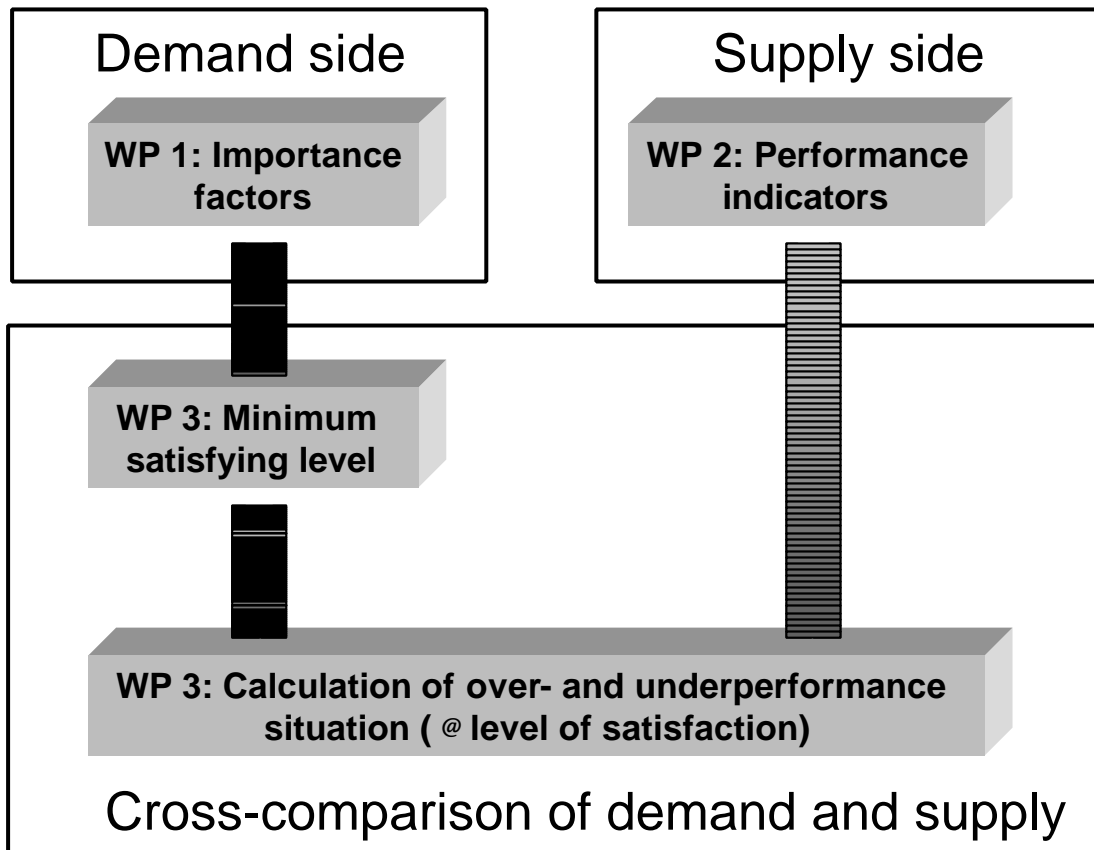 Demand side
WP 1: Importance
factors
Supply side
WP 2: Performance
indicators
WP 3: Minimum
satisfying level
WP 3: Calculation of over- and underperformance
situation ( @ level of satisfaction)
Cross-comparison of demand and supply